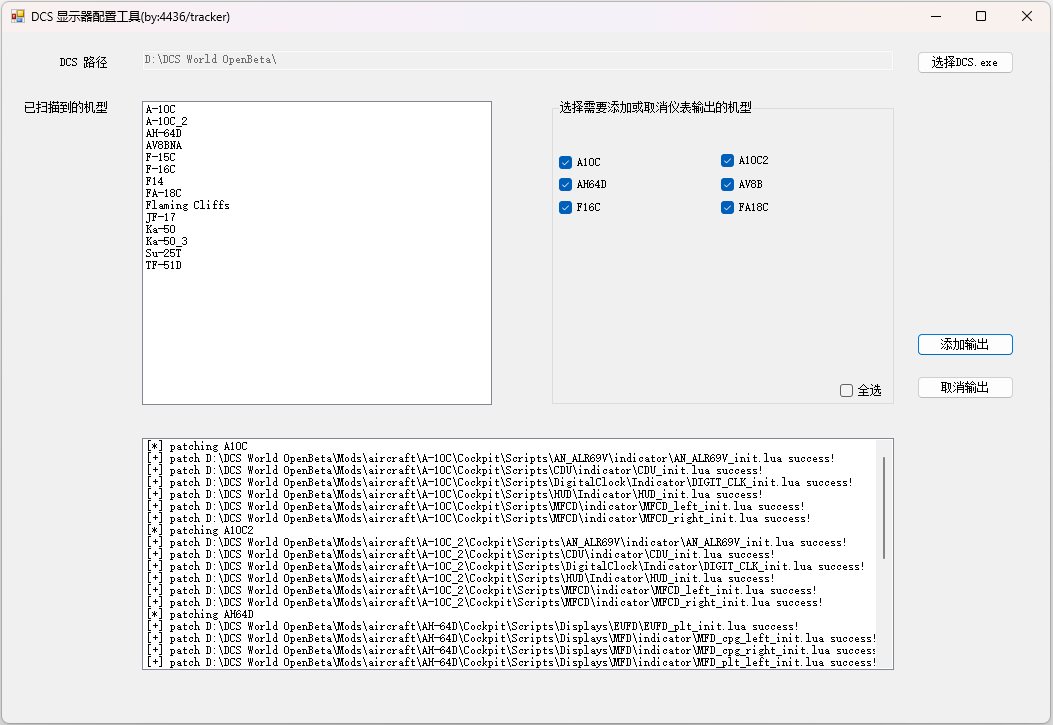 DCS 显示器配置工具(by:4436/tracker)
DCS 路径
D:\DCS World OpenBeta\
选择DCS.exe
已扫描到的机型
A-10C
A-10C_2
AH-64D
AV8BNA
F-15C
F-16C
F14
FA-18C
Flaming Cliffs
JF-17
Ka-50
Ka-50_3
Su-25T
TF-51D
选择需要添加或取消仪表输出的机型
A10C
A10C2
AH64D
AV8B
F16C
FA18C
全选
添加输出
取消输出
[*] patching A10C
[+] patch D:\DCS World OpenBeta\Mods\aircraft\A-10C\Cockpit\Scripts\AN_ALR69V\indicator\AN_ALR69V_init.lua success!
[+] patch D:\DCS World OpenBeta\Mods\aircraft\A-10C\Cockpit\Scripts\CDU\indicator\CDU_init.lua success!
[+] patch D:\DCS World OpenBeta\Mods\aircraft\A-10C\Cockpit\Scripts\DigitalClock\Indicator\DIGIT_CLK_init.lua success!
[+] patch D:\DCS World OpenBeta\Mods\aircraft\A-10C\Cockpit\Scripts\HUD\Indicator\HUD_init.lua success!
[+] patch D:\DCS World OpenBeta\Mods\aircraft\A-10C\Cockpit\Scripts\MFCD\indicator\MFCD_left_init.lua success!
[+] patch D:\DCS World OpenBeta\Mods\aircraft\A-10C\Cockpit\Scripts\MFCD\indicator\MFCD_right_init.lua success!
[*] patching A10C2
[+] patch D:\DCS World OpenBeta\Mods\aircraft\A-10C_2\Cockpit\Scripts\AN_ALR69V\indicator\AN_ALR69V_init.lua success!
[+] patch D:\DCS World OpenBeta\Mods\aircraft\A-10C_2\Cockpit\Scripts\CDU\indicator\CDU_init.lua success!
[+] patch D:\DCS World OpenBeta\Mods\aircraft\A-10C_2\Cockpit\Scripts\DigitalClock\Indicator\DIGIT_CLK_init.lua success!
[+] patch D:\DCS World OpenBeta\Mods\aircraft\A-10C_2\Cockpit\Scripts\HUD\Indicator\HUD_init.lua success!
[+] patch D:\DCS World OpenBeta\Mods\aircraft\A-10C_2\Cockpit\Scripts\MFCD\indicator\MFCD_left_init.lua success!
[+] patch D:\DCS World OpenBeta\Mods\aircraft\A-10C_2\Cockpit\Scripts\MFCD\indicator\MFCD_right_init.lua success!
[*] patching AH64D
[+] patch D:\DCS World OpenBeta\Mods\aircraft\AH-64D\Cockpit\Scripts\Displays\EUFD\EUFD_plt_init.lua success!
[+] patch D:\DCS World OpenBeta\Mods\aircraft\AH-64D\Cockpit\Scripts\Displays\MFD\indicator\MFD_cpg_left_init.lua success!
[+] patch D:\DCS World OpenBeta\Mods\aircraft\AH-64D\Cockpit\Scripts\Displays\MFD\indicator\MFD_cpg_right_init.lua success
[+] patch D:\DCS World OpenBeta\Mods\aircraft\AH-64D\Cockpit\Scripts\Displays\MFD\indicator\MFD_plt_left_init.lua success!